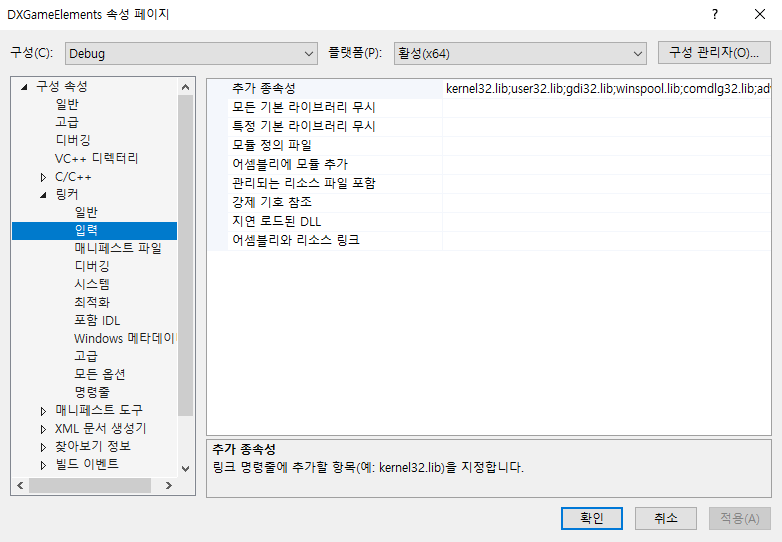 DXGameElements 속성 페이지
? ×
구성(C): Debug 플랫폼(P): 활성(x64) 구성 관리자(O)...
구성 속성
일반
고급
디버깅
VC++ 디렉터리
C/C++
링커
일반
입력
매니페스트 파일
디버깅
시스템
최적화
포함 IDL
Windows 메타데이
고급
모든 옵션
명령줄
매니페스트 도구
XML 문서 생성기
찾아보기 정보
빌드 이벤트
추가 종속성 kernel32.lib;user32.lib;gdi32.lib;winspool.lib;comdlg32.lib;ad
모든 기본 라이브러리 무시
특정 기본 라이브러리 무시
모듈 정의 파일
어셈블리에 모듈 추가
관리되는 리소스 파일 포함
강제 기호 참조
지연 로드된 DLL
어셈블리와 리소스 링크
추가 종속성
링크 명령줄에 추가할 항목(예: kernel32.lib)을 지정합니다.
확인 취소 적용(A)